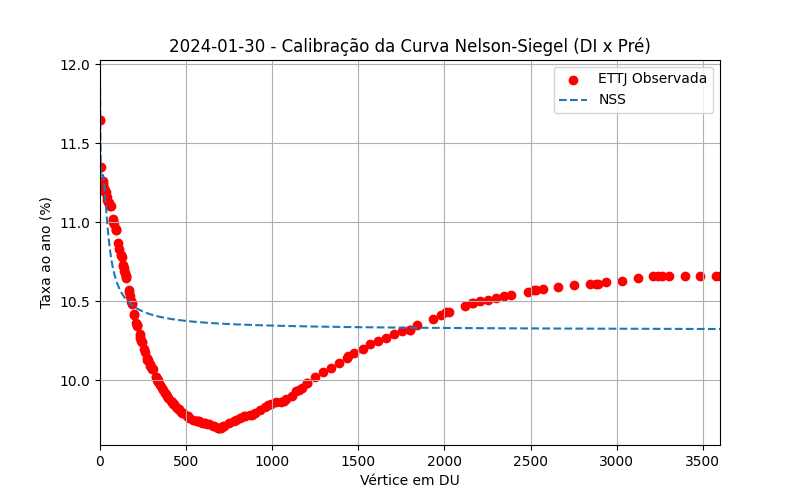 2024-01-30 - Calibração da Curva Nelson-Siegel (DI x Pré)
12.0
11.5
11.0
10.5
10.0
Taxa ao ano (%)
ETTJ Observada
NSS
0 500 1000 1500 2000 2500 3000 3500
Vértice em DU